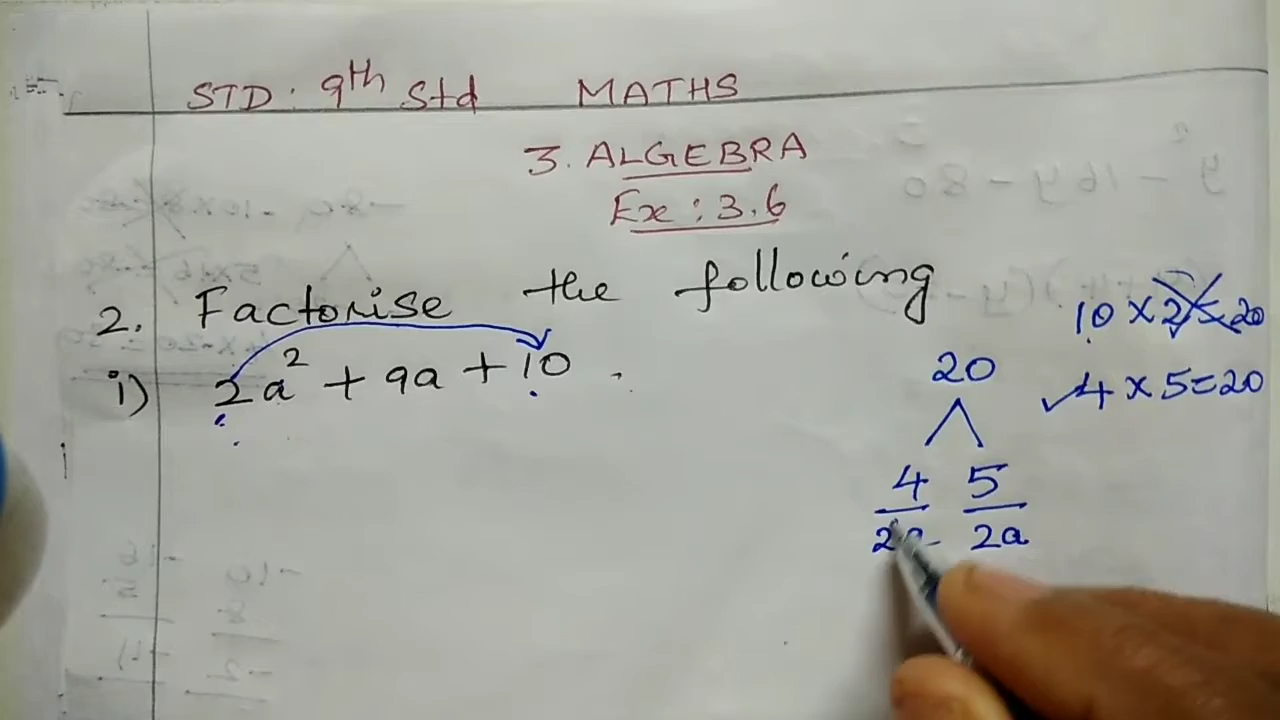 STD: 9th Std MATHS
3. ALGEBRA
Ex: 3.6
2. Factorise the following
i) 2a² + 9a + 10.
10 × 2 = 20
4 × 5 = 20
20
4 5
2a 2a